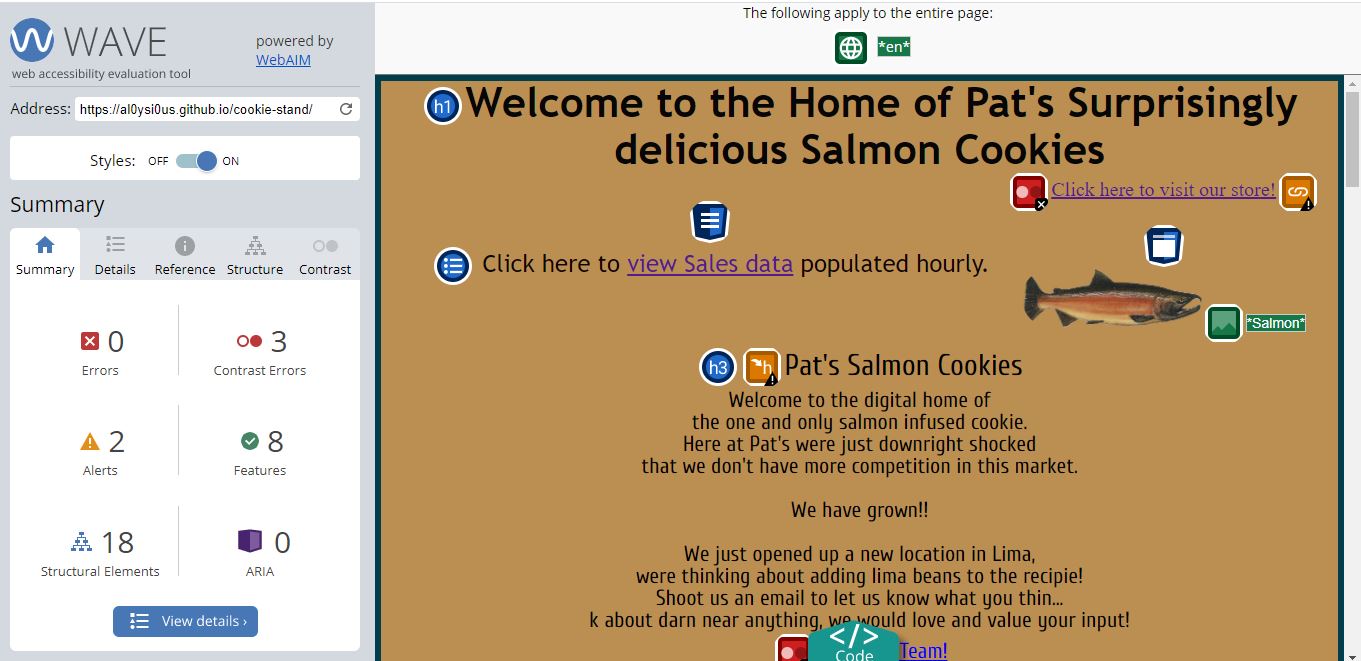 WAVE
web accessibility evaluation tool
powered by
WebAIM
Address: https://al0ysi0us.github.io/cookie-stand/
Styles: OFF ON
Summary
Summary Details Reference Structure Contrast
0 3
Errors Contrast Errors
2 8
Alerts Features
18 0
Structural Elements ARIA
View details ›
The following apply to the entire page:
*en*
h1 Welcome to the Home of Pat's Surprisingly
delicious Salmon Cookies
Click here to visit our store!
Click here to view Sales data populated hourly.
*Salmon*
h3 h Pat's Salmon Cookies
Welcome to the digital home of
the one and only salmon infused cookie.
Here at Pat's were just downright shocked
that we don't have more competition in this market.
We have grown!!
We just opened up a new location in Lima,
were thinking about adding lima beans to the recipie!
Shoot us an email to let us know what you thin...
k about darn near anything, we would love and value your input!
</> Team!
Code